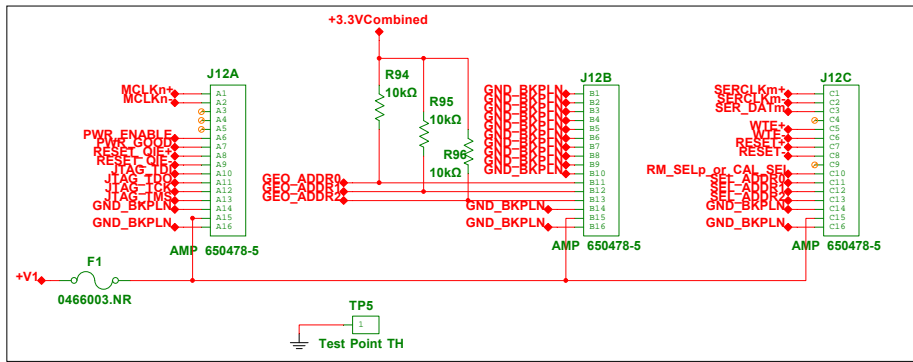 +3.3VCombined
J12A
MCLKn+
MCLKn-
PWR_ENABLE
PWR_GOOD
RESET_QIE+
RESET_QIE-
JTAG_TDI
JTAG_TDO
JTAG_TCK
JTAG_TMS
GND_BKPLN
GND_BKPLN
A1
A2
A3
A4
A5
A6
A7
A8
A9
A10
A11
A12
A13
A14
A15
A16
AMP 650478-5
R94
10kΩ
R95
10kΩ
R96
10kΩ
GEO_ADDR0
GEO_ADDR1
GEO_ADDR2
J12B
GND_BKPLN
GND_BKPLN
GND_BKPLN
GND_BKPLN
GND_BKPLN
GND_BKPLN
GND_BKPLN
GND_BKPLN
GND_BKPLN
GND_BKPLN
GND_BKPLN
GND_BKPLN
B1
B2
B3
B4
B5
B6
B7
B8
B9
B10
B11
B12
B13
B14
B15
B16
AMP 650478-5
J12C
SERCLKm+
SERCLKm-
SER_DATm
WTE+
WTE-
RESET+
RESET-
RM_SELp_or_CAL_SEL
SEL_ADDR0
SEL_ADDR1
SEL_ADDR2
GND_BKPLN
GND_BKPLN
C1
C2
C3
C4
C5
C6
C7
C8
C9
C10
C11
C12
C13
C14
C15
C16
AMP 650478-5
+V1
F1
0466003.NR
TP5
1
Test Point TH